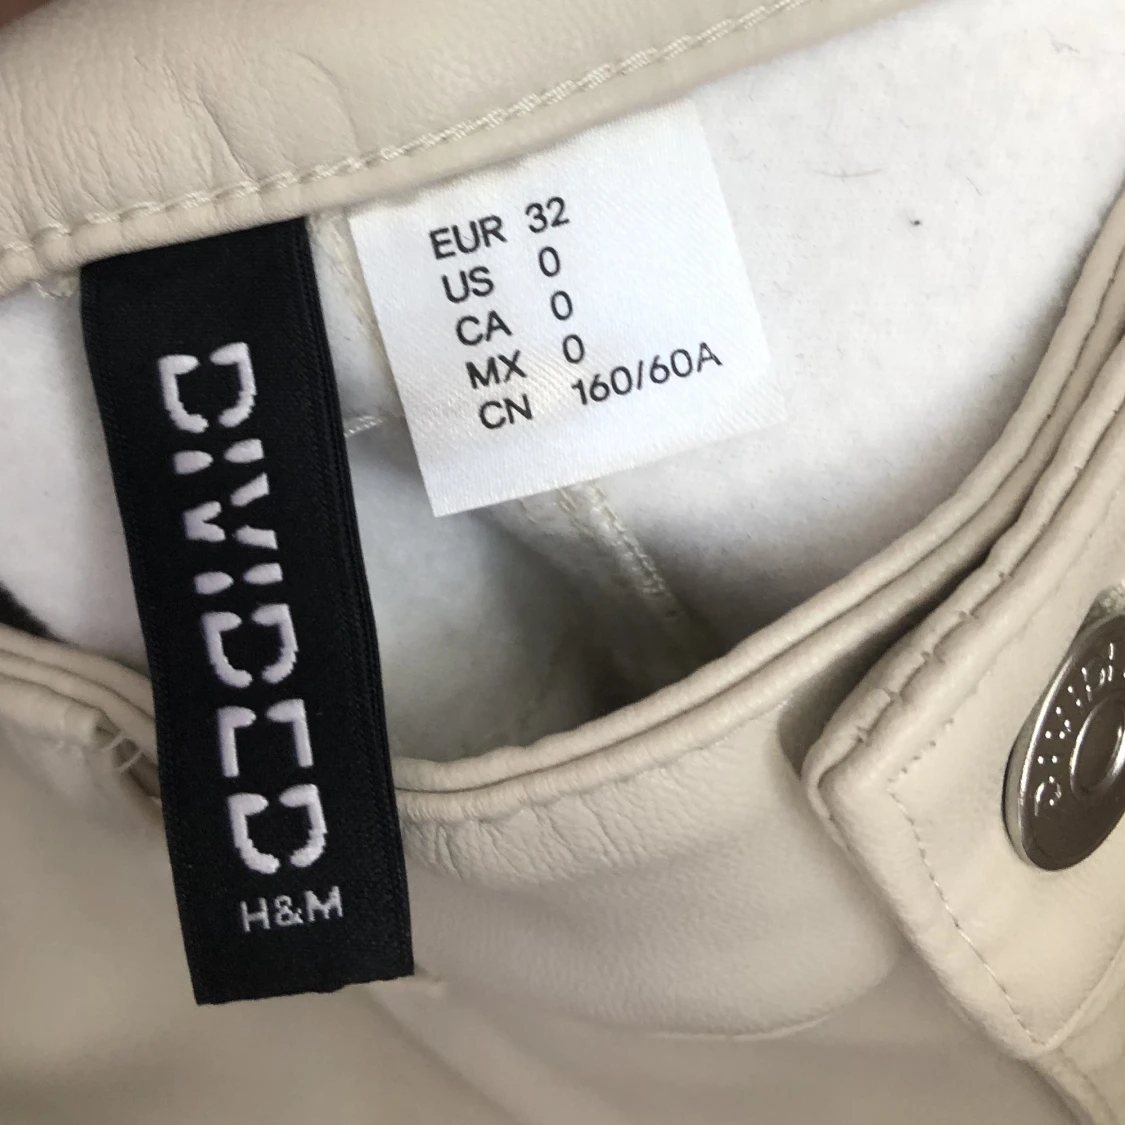 EUR 32
US 0
CA 0
MX 0
CN 160/60A
DIVIDED
H&M